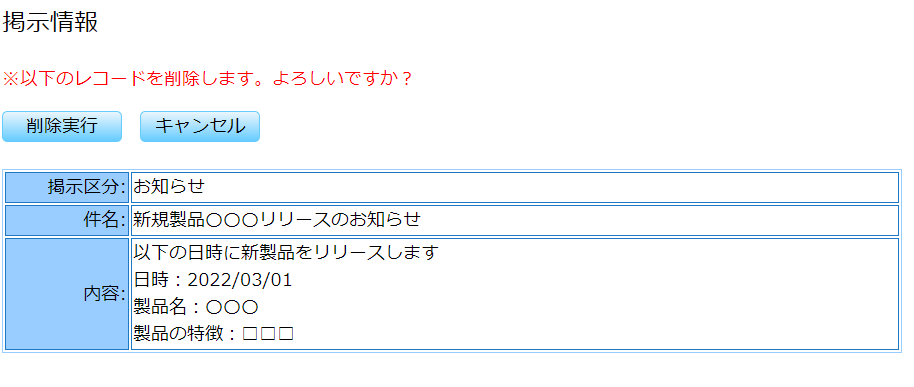 掲示情報
※以下のレコードを削除します。よろしいですか？
削除実行 キャンセル
掲示区分: お知らせ
件名: 新規製品〇〇〇リリースのお知らせ
内容: 以下の日時に新製品をリリースします
日時：2022/03/01
製品名：〇〇〇
製品の特徴：□□□